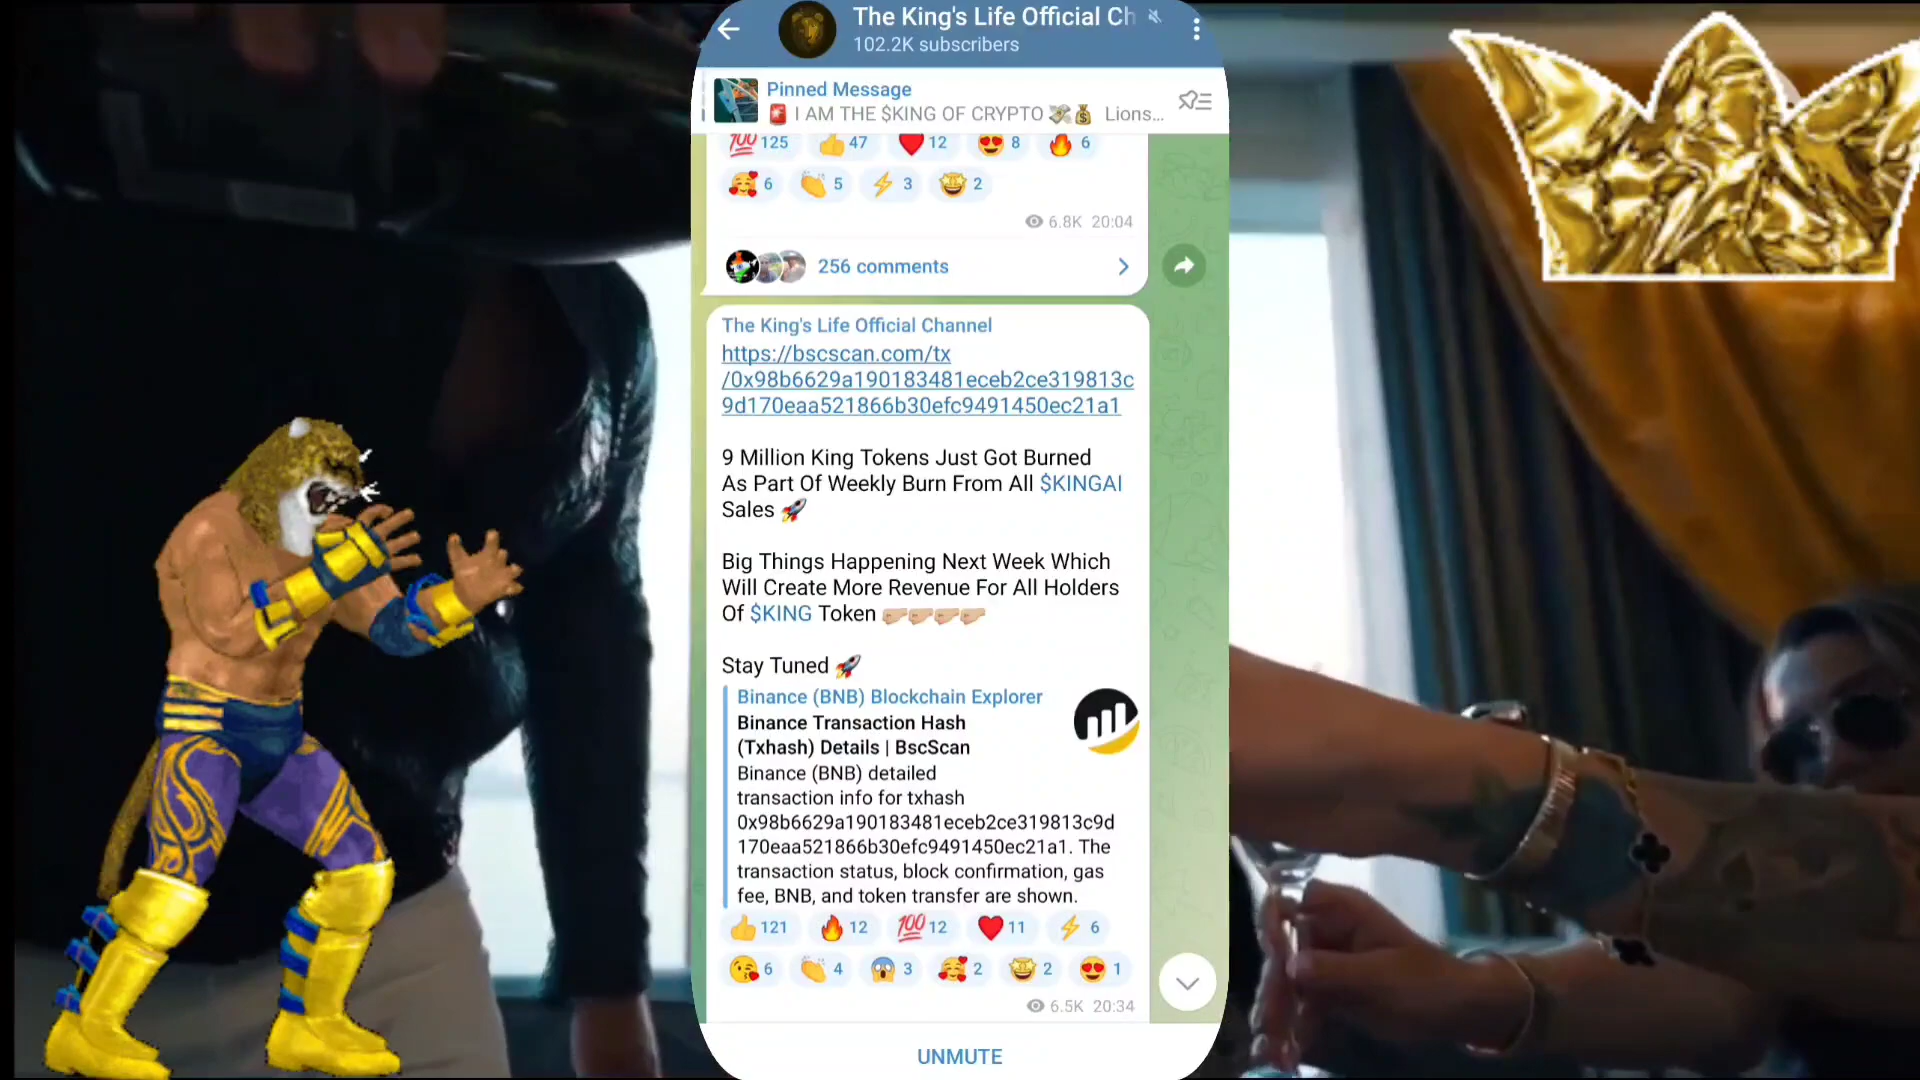 The King's Life Official Ch
102.2K subscribers
Pinned Message
I AM THE $KING OF CRYPTO 💸💰 Lions...
💯 125 👍 47 ❤️ 12 😍 8 🔥 6
🥰 6 👏 5 ⚡ 3 🤩 2
6.8K 20:04
256 comments
The King's Life Official Channel
https://bscscan.com/tx
/0x98b6629a190183481eceb2ce319813c
9d170eaa521866b30efc9491450ec21a1
9 Million King Tokens Just Got Burned
As Part Of Weekly Burn From All $KINGAI
Sales 🚀
Big Things Happening Next Week Which
Will Create More Revenue For All Holders
Of $KING Token 🤛🏼🤛🏼🤛🏼🤛🏼
Stay Tuned 🚀
Binance (BNB) Blockchain Explorer
Binance Transaction Hash
(Txhash) Details | BscScan
Binance (BNB) detailed
transaction info for txhash
0x98b6629a190183481eceb2ce319813c9d
170eaa521866b30efc9491450ec21a1. The
transaction status, block confirmation, gas
fee, BNB, and token transfer are shown.
👍 121 🔥 12 💯 12 ❤️ 11 ⚡ 6
😘 6 👏 4 😱 3 🥰 2 🤩 2 😍 1
6.5K 20:34
UNMUTE